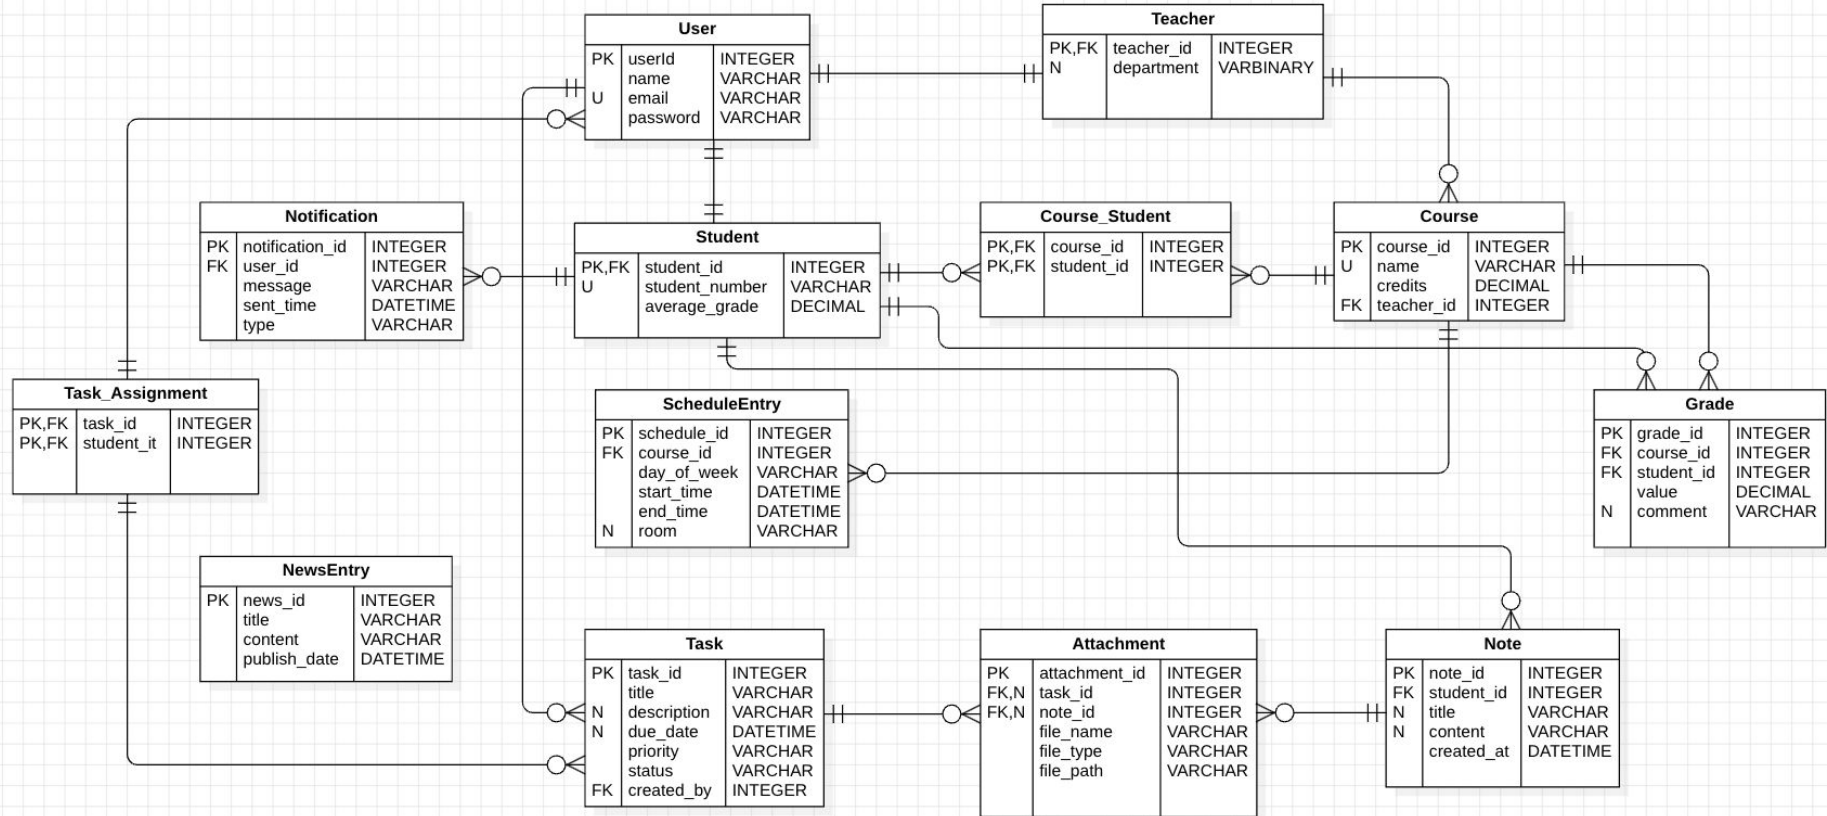 User
PK userId INTEGER
name VARCHAR
U email VARCHAR
password VARCHAR
Teacher
PK,FK teacher_id INTEGER
N department VARBINARY
Notification
PK notification_id INTEGER
FK user_id INTEGER
message VARCHAR
sent_time DATETIME
type VARCHAR
Student
PK,FK student_id INTEGER
U student_number VARCHAR
average_grade DECIMAL
Course_Student
PK,FK course_id INTEGER
PK,FK student_id INTEGER
Course
PK course_id INTEGER
U name VARCHAR
credits DECIMAL
FK teacher_id INTEGER
Task_Assignment
PK,FK task_id INTEGER
PK,FK student_it INTEGER
ScheduleEntry
PK schedule_id INTEGER
FK course_id INTEGER
day_of_week VARCHAR
start_time DATETIME
end_time DATETIME
N room VARCHAR
Grade
PK grade_id INTEGER
FK course_id INTEGER
FK student_id INTEGER
value DECIMAL
N comment VARCHAR
NewsEntry
PK news_id INTEGER
title VARCHAR
content VARCHAR
publish_date DATETIME
Task
PK task_id INTEGER
title VARCHAR
N description VARCHAR
N due_date DATETIME
priority VARCHAR
status VARCHAR
FK created_by INTEGER
Attachment
PK attachment_id INTEGER
FK,N task_id INTEGER
FK,N note_id INTEGER
file_name VARCHAR
file_type VARCHAR
file_path VARCHAR
Note
PK note_id INTEGER
FK student_id INTEGER
N title VARCHAR
N content VARCHAR
created_at DATETIME